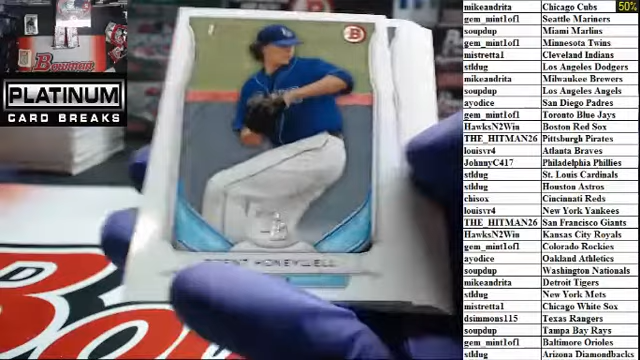 Bowman
PLATINUM
CARD BREAKS
B
BRENT HONEYWELL
50%
mikeandrita Chicago Cubs
gem_mint1of1 Seattle Mariners
soupdup Miami Marlins
gem_mint1of1 Minnesota Twins
mistretta1 Cleveland Indians
stldug Los Angeles Dodgers
mikeandrita Milwaukee Brewers
soupdup Los Angeles Angels
ayodice San Diego Padres
gem_mint1of1 Toronto Blue Jays
HawksN2Win Boston Red Sox
THE_HITMAN26 Pittsburgh Pirates
louisvr4 Atlanta Braves
JohnnyC417 Philadelphia Phillies
stldug St. Louis Cardinals
stldug Houston Astros
chisox Cincinnati Reds
louisvr4 New York Yankees
THE_HITMAN26 San Francisco Giants
HawksN2Win Kansas City Royals
gem_mint1of1 Colorado Rockies
ayodice Oakland Athletics
soupdup Washington Nationals
mikeandrita Detroit Tigers
stldug New York Mets
mistretta1 Chicago White Sox
dsimmons115 Texas Rangers
soupdup Tampa Bay Rays
gem_mint1of1 Baltimore Orioles
stldug Arizona Diamondbacks